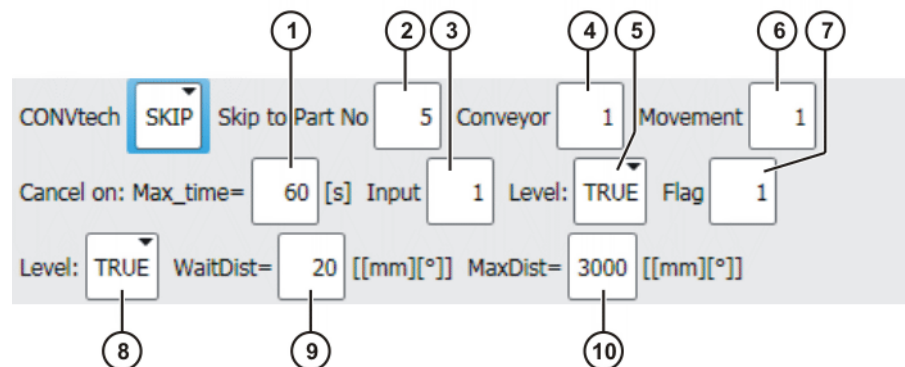 1 2 3 4 5 6 7
CONVtech SKIP Skip to Part No 5 Conveyor 1 Movement 1
Cancel on: Max_time= 60 [s] Input 1 Level: TRUE Flag 1
Level: TRUE WaitDist= 20 [[mm][°]] MaxDist= 3000 [[mm][°]]
8 9 10